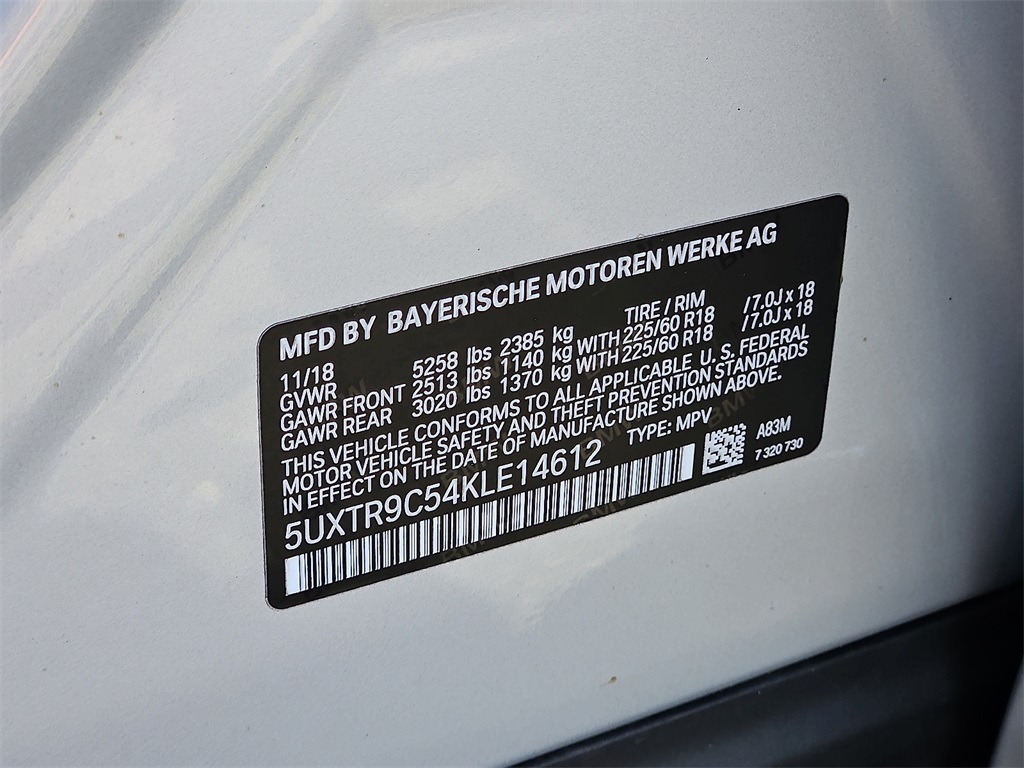 MFD BY BAYERISCHE MOTOREN WERKE AG
11/18 TIRE / RIM
GVWR 5258 lbs 2385 kg
GAWR FRONT 2513 lbs 1140 kg WITH 225/60 R18 /7.0J x 18
GAWR REAR 3020 lbs 1370 kg WITH 225/60 R18 /7.0J x 18
THIS VEHICLE CONFORMS TO ALL APPLICABLE U. S. FEDERAL
MOTOR VEHICLE SAFETY AND THEFT PREVENTION STANDARDS
IN EFFECT ON THE DATE OF MANUFACTURE SHOWN ABOVE.
5UXTR9C54KLE14612 TYPE: MPV A83M
7 320 730